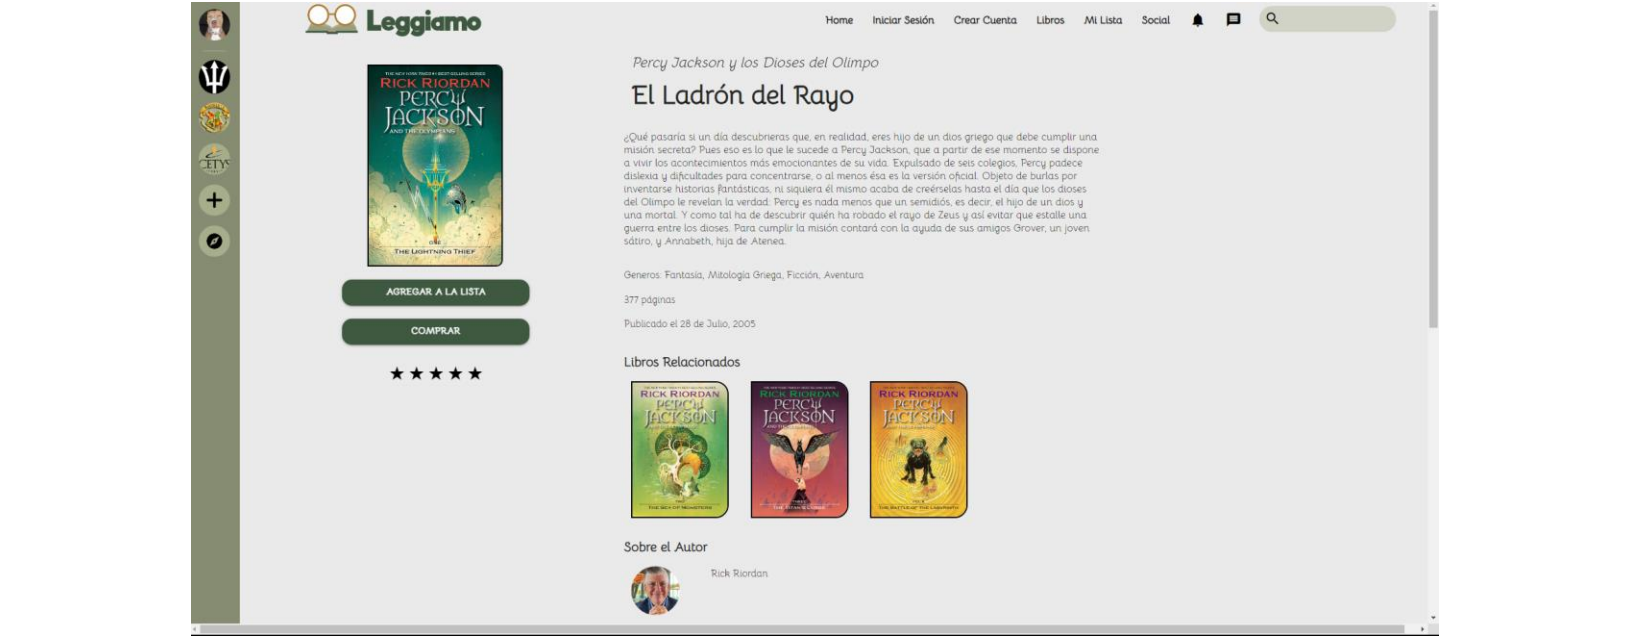 Leggiamo
Home Iniciar Sesión Crear Cuenta Libros Mi Lista Social
CETYS
THE NEW YORK TIMES #1 BEST-SELLING SERIES
RICK RIORDAN
PERCY
JACKSON
AND THE OLYMPIANS
ONE
THE LIGHTNING THIEF
AGREGAR A LA LISTA
COMPRAR
Percy Jackson y los Dioses del Olimpo
El Ladrón del Rayo
¿Qué pasaría si un día descubrieras que, en realidad, eres hijo de un dios griego que debe cumplir una
misión secreta? Pues eso es lo que le sucede a Percy Jackson, que a partir de ese momento se dispone
a vivir los acontecimientos más emocionantes de su vida. Expulsado de seis colegios, Percy padece
dislexia y dificultades para concentrarse, o al menos ésa es la versión oficial. Objeto de burlas por
inventarse historias fantásticas, ni siquiera él mismo acaba de creérselas hasta el día que los dioses
del Olimpo le revelan la verdad: Percy es nada menos que un semidiós, es decir, el hijo de un dios y
una mortal. Y como tal ha de descubrir quién ha robado el rayo de Zeus y así evitar que estalle una
guerra entre los dioses. Para cumplir la misión contará con la ayuda de sus amigos Grover, un joven
sátiro, y Annabeth, hija de Atenea.
Generos: Fantasía, Mitología Griega, Ficción, Aventura
377 páginas
Publicado el 28 de Julio, 2005
Libros Relacionados
RICK RIORDAN
PERCY
JACKSON
THE SEA OF MONSTERS
RICK RIORDAN
PERCY
JACKSON
THE TITAN'S CURSE
RICK RIORDAN
PERCY
JACKSON
THE BATTLE OF THE LABYRINTH
Sobre el Autor
Rick Riordan